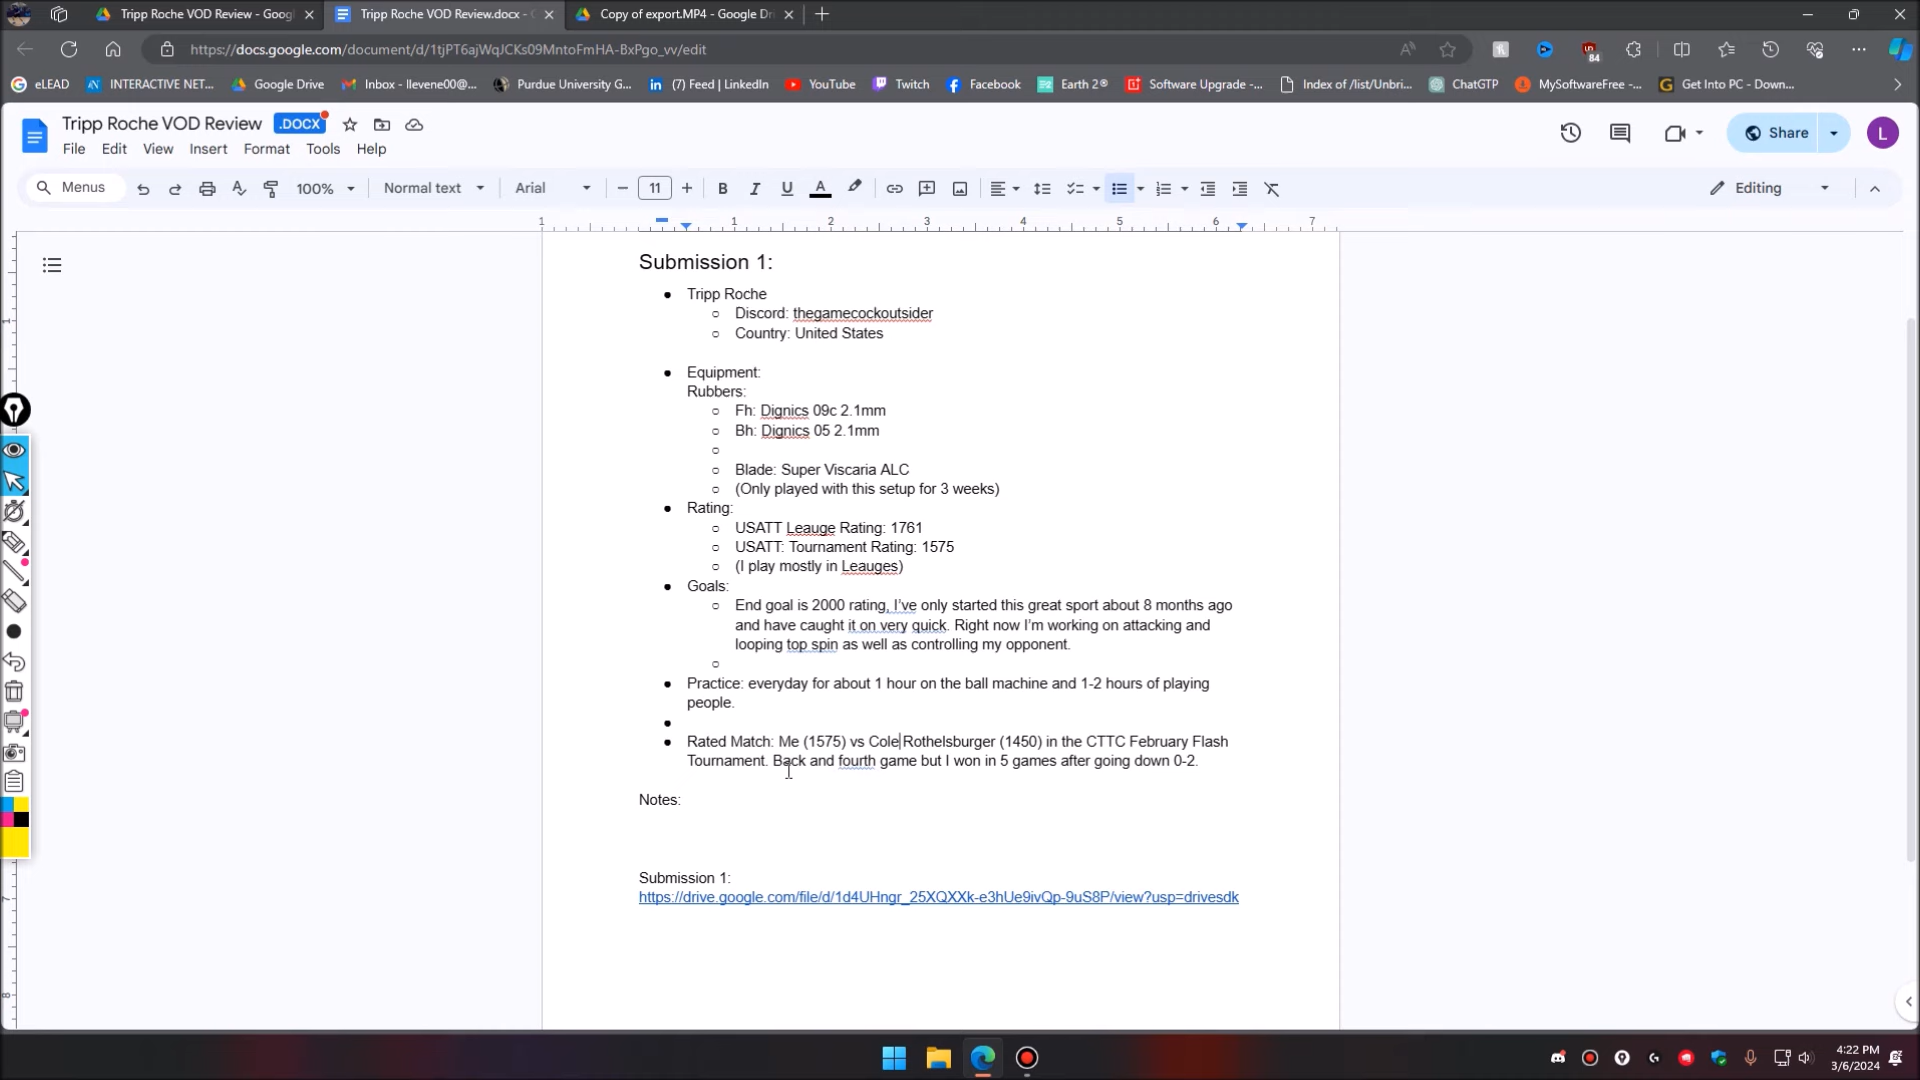 Tripp Roche VOD Review - Googl
Tripp Roche VOD Review.docx - G
Copy of export.MP4 - Google Dri
https://docs.google.com/document/d/1tjPT6ajWqJCKs09MntoFmHA-BxPgo_vv/edit
84
eLEAD
INTERACTIVE NET...
Google Drive
Inbox - llevene00@...
Purdue University G...
(7) Feed | LinkedIn
YouTube
Twitch
Facebook
Earth 2®
Software Upgrade -...
Index of /list/Unbri...
ChatGTP
MySoftwareFree -...
Get Into PC - Down...
Tripp Roche VOD Review
.DOCX
File
Edit
View
Insert
Format
Tools
Help
Share
L
Menus
100%
Normal text
Arial
11
Editing
1 1 2 3 4 5 6 7
Submission 1:
Tripp Roche
Discord: thegamecockoutsider
Country: United States
Equipment:
Rubbers:
Fh: Dignics 09c 2.1mm
Bh: Dignics 05 2.1mm
Blade: Super Viscaria ALC
(Only played with this setup for 3 weeks)
Rating:
USATT Leauge Rating: 1761
USATT: Tournament Rating: 1575
(I play mostly in Leauges)
Goals:
End goal is 2000 rating, I've only started this great sport about 8 months ago
and have caught it on very quick. Right now I'm working on attacking and
looping top spin as well as controlling my opponent.
Practice: everyday for about 1 hour on the ball machine and 1-2 hours of playing
people.
Rated Match: Me (1575) vs Cole Rothelsburger (1450) in the CTTC February Flash
Tournament. Back and fourth game but I won in 5 games after going down 0-2.
Notes:
Submission 1:
https://drive.google.com/file/d/1d4UHngr_25XQXXk-e3hUe9ivQp-9uS8P/view?usp=drivesdk
4:22 PM
3/6/2024